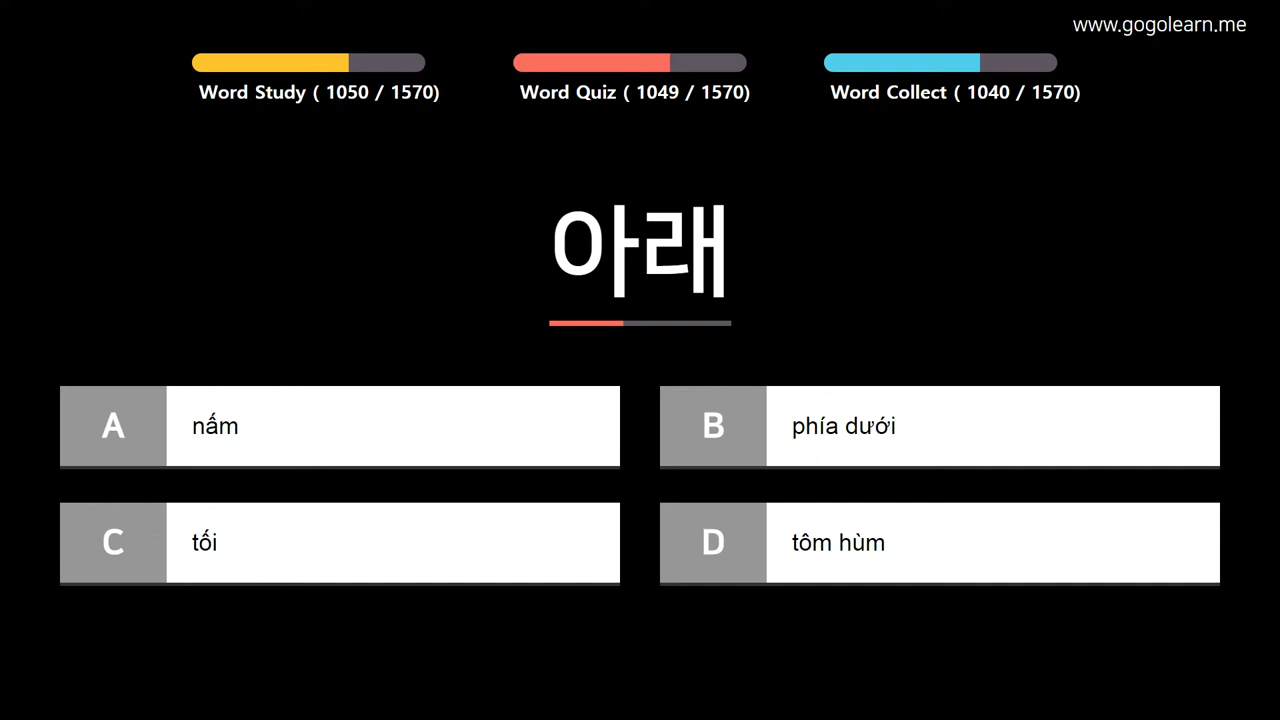 www.gogolearn.me
Word Study ( 1050 / 1570)
Word Quiz ( 1049 / 1570)
Word Collect ( 1040 / 1570)
아래
A nấm
B phía dưới
C tối
D tôm hùm